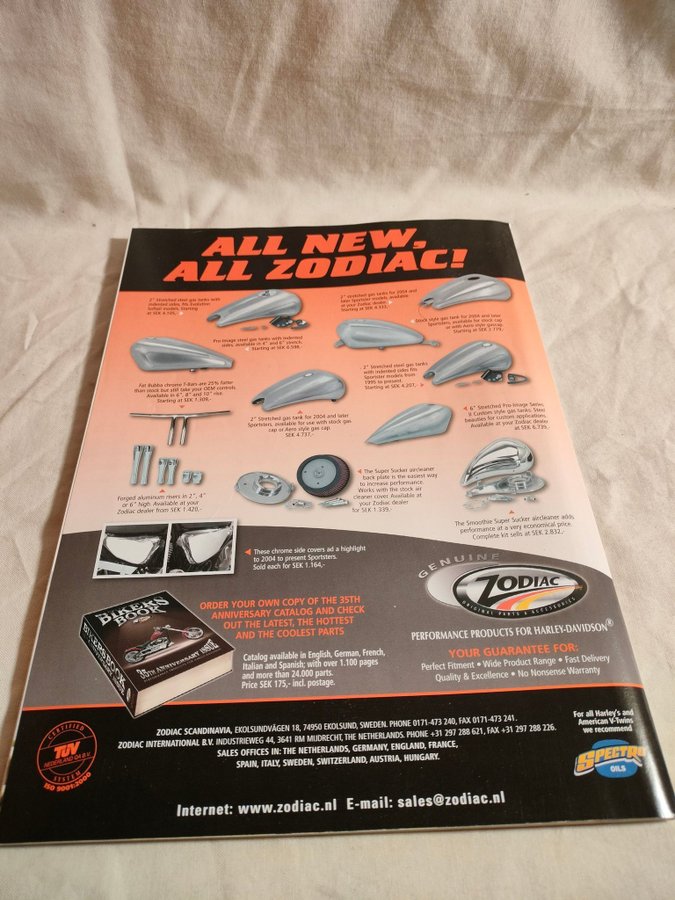 ALL NEW,
ALL ZODIAC!
2" Stretched steel gas tanks with
indented sides, fits Evolution
Softail models. Starting
at SEK 4.195,-
Pro Image steel gas tanks with indented
sides, available in 4" and 6" stretch.
Starting at SEK 6.598,-
2" stretched gas tanks for 2004 and
later Sportster models, available
at your Zodiac dealer.
Starting at SEK 4.133,-
Stock style gas tank for 2004 and later
Sportsters, available for stock cap
or with Aero style gascap.
Starting at SEK 3.779,-
Fat Bubba chrome T-Bars are 25% fatter
than stock but still take your OEM controls.
Available in 6", 8" and 10" rise.
Starting at SEK 1.306,-
2" Stretched gas tank for 2004 and later
Sportsters, available for use with stock gas
cap or Aero style gas cap.
SEK 4.737,-
2" Stretched steel gas tanks
with indented sides fits
Sportster models from
1995 to present.
Starting at SEK 4.207,-
6" Stretched Pro-Image Series
8 Custom style gas tanks. Steel
beauties for custom applications.
Available at your Zodiac dealer
at SEK 6.739,-
Forged aluminum risers in 2", 4"
or 6" high. Available at your
Zodiac dealer from SEK 1.420,-
The Super Sucker aircleaner
back plate is the easiest way
to increase performance.
Works with the stock air
cleaner cover. Available at
your Zodiac dealer
for SEK 1.339,-
The Smoothie Super Sucker aircleaner adds
performance at a very economical price.
Complete kit sells at SEK 2.832,-
These chrome side covers ad a highlight
to 2004 to present Sportsters.
Sold each for SEK 1.164,-
GENUINE
ZODIAC
ORIGINAL PARTS & ACCESSORIES
PERFORMANCE PRODUCTS FOR HARLEY-DAVIDSON®
YOUR GUARANTEE FOR:
Perfect Fitment • Wide Product Range • Fast Delivery
Quality & Excellence • No Nonsense Warranty
BIKERS
BOOK
BIKERS BOOK
35TH ANNIVERSARY ISSUE
ORDER YOUR OWN COPY OF THE 35TH
ANNIVERSARY CATALOG AND CHECK
OUT THE LATEST, THE HOTTEST
AND THE COOLEST PARTS
Catalog available in English, German, French,
Italian and Spanish; with over 1.100 pages
and more than 24.000 parts.
Price SEK 175,- incl. postage.
CERTIFIED
TÜV
NEDERLAND QA B.V.
SYSTEM
ISO 9001:2000
ZODIAC SCANDINAVIA, EKOLSUNDVÄGEN 18, 74950 EKOLSUND, SWEDEN. PHONE 0171-473 240, FAX 0171-473 241.
ZODIAC INTERNATIONAL B.V. INDUSTRIEWEG 44, 3641 RM MIJDRECHT, THE NETHERLANDS. PHONE +31 297 288 621, FAX +31 297 288 226.
SALES OFFICES IN: THE NETHERLANDS, GERMANY, ENGLAND, FRANCE,
SPAIN, ITALY, SWEDEN, SWITZERLAND, AUSTRIA, HUNGARY.
For all Harley's and
American V-Twins
we recommend
SPECTRO
OILS
Internet: www.zodiac.nl E-mail: sales@zodiac.nl